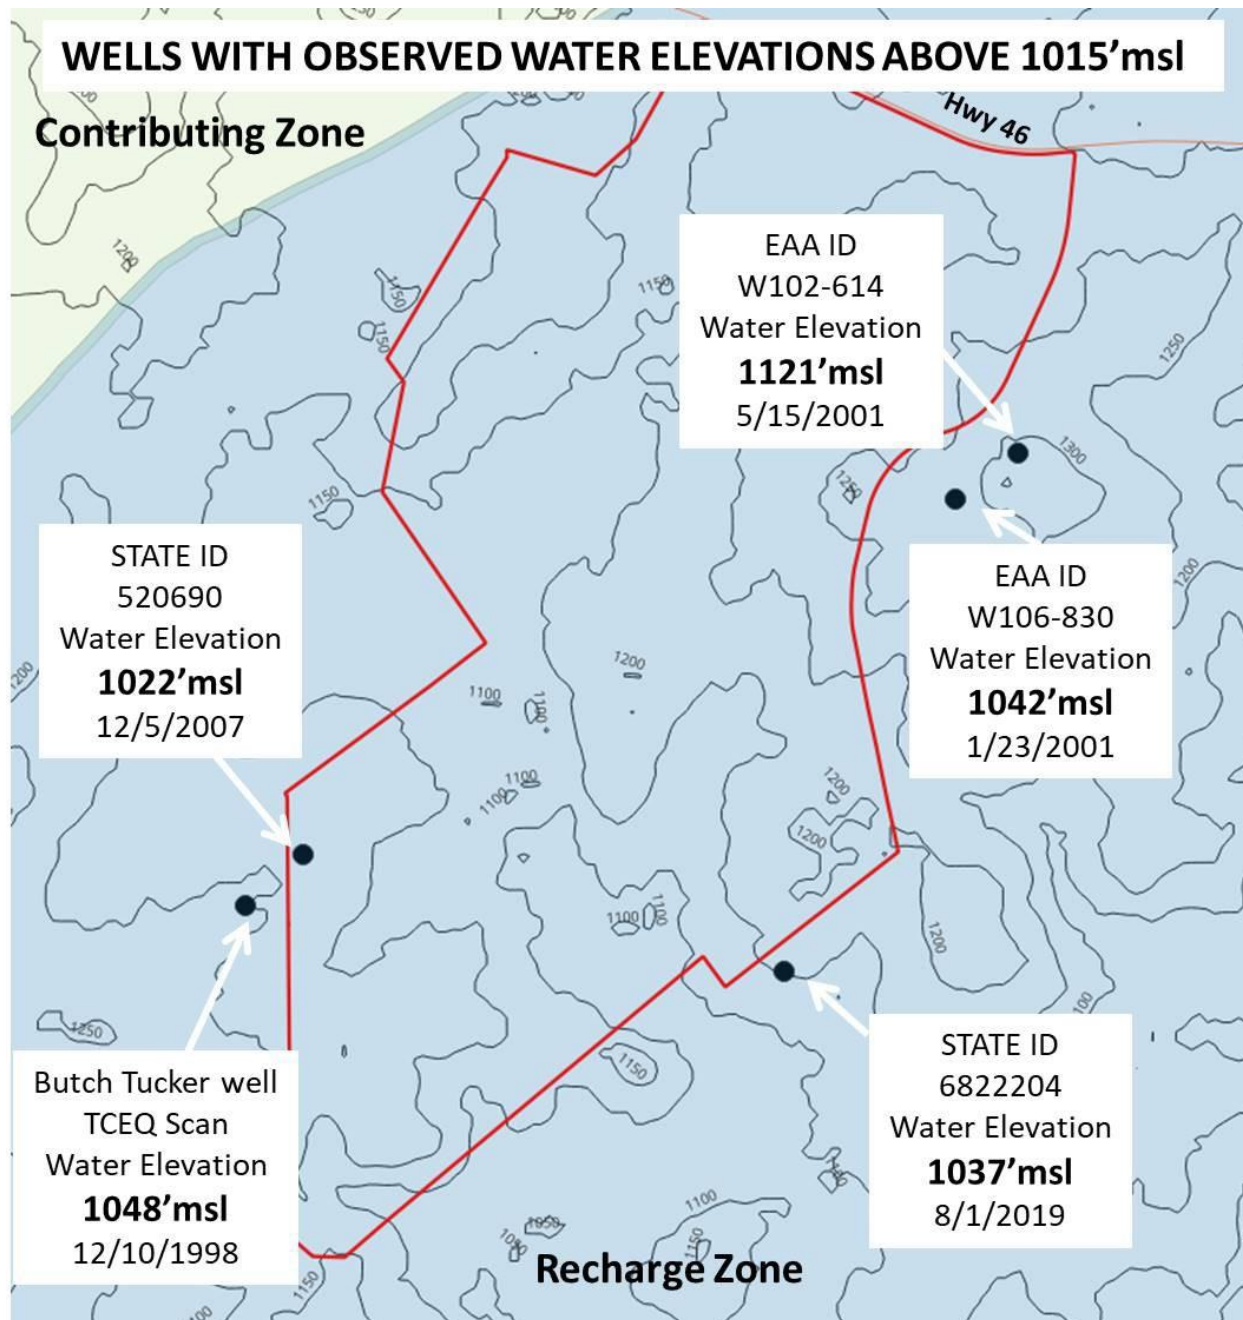 WELLS WITH OBSERVED WATER ELEVATIONS ABOVE 1015'msl
Contributing Zone
Hwy 46
1200
EAA ID
W102-614
Water Elevation
1121'msl
5/15/2001
1150
1150
1150
1250
1300
1250
1150
STATE ID
520690
Water Elevation
1022'msl
12/5/2007
EAA ID
W106-830
Water Elevation
1042'msl
1/23/2001
1200
1200
1200
1100
1100
1100
1100
1200
1200
1100
1100
1200
1250
Butch Tucker well
TCEQ Scan
Water Elevation
1048'msl
12/10/1998
1150
STATE ID
6822204
Water Elevation
1037'msl
8/1/2019
1100
1050
1150
Recharge Zone
1150